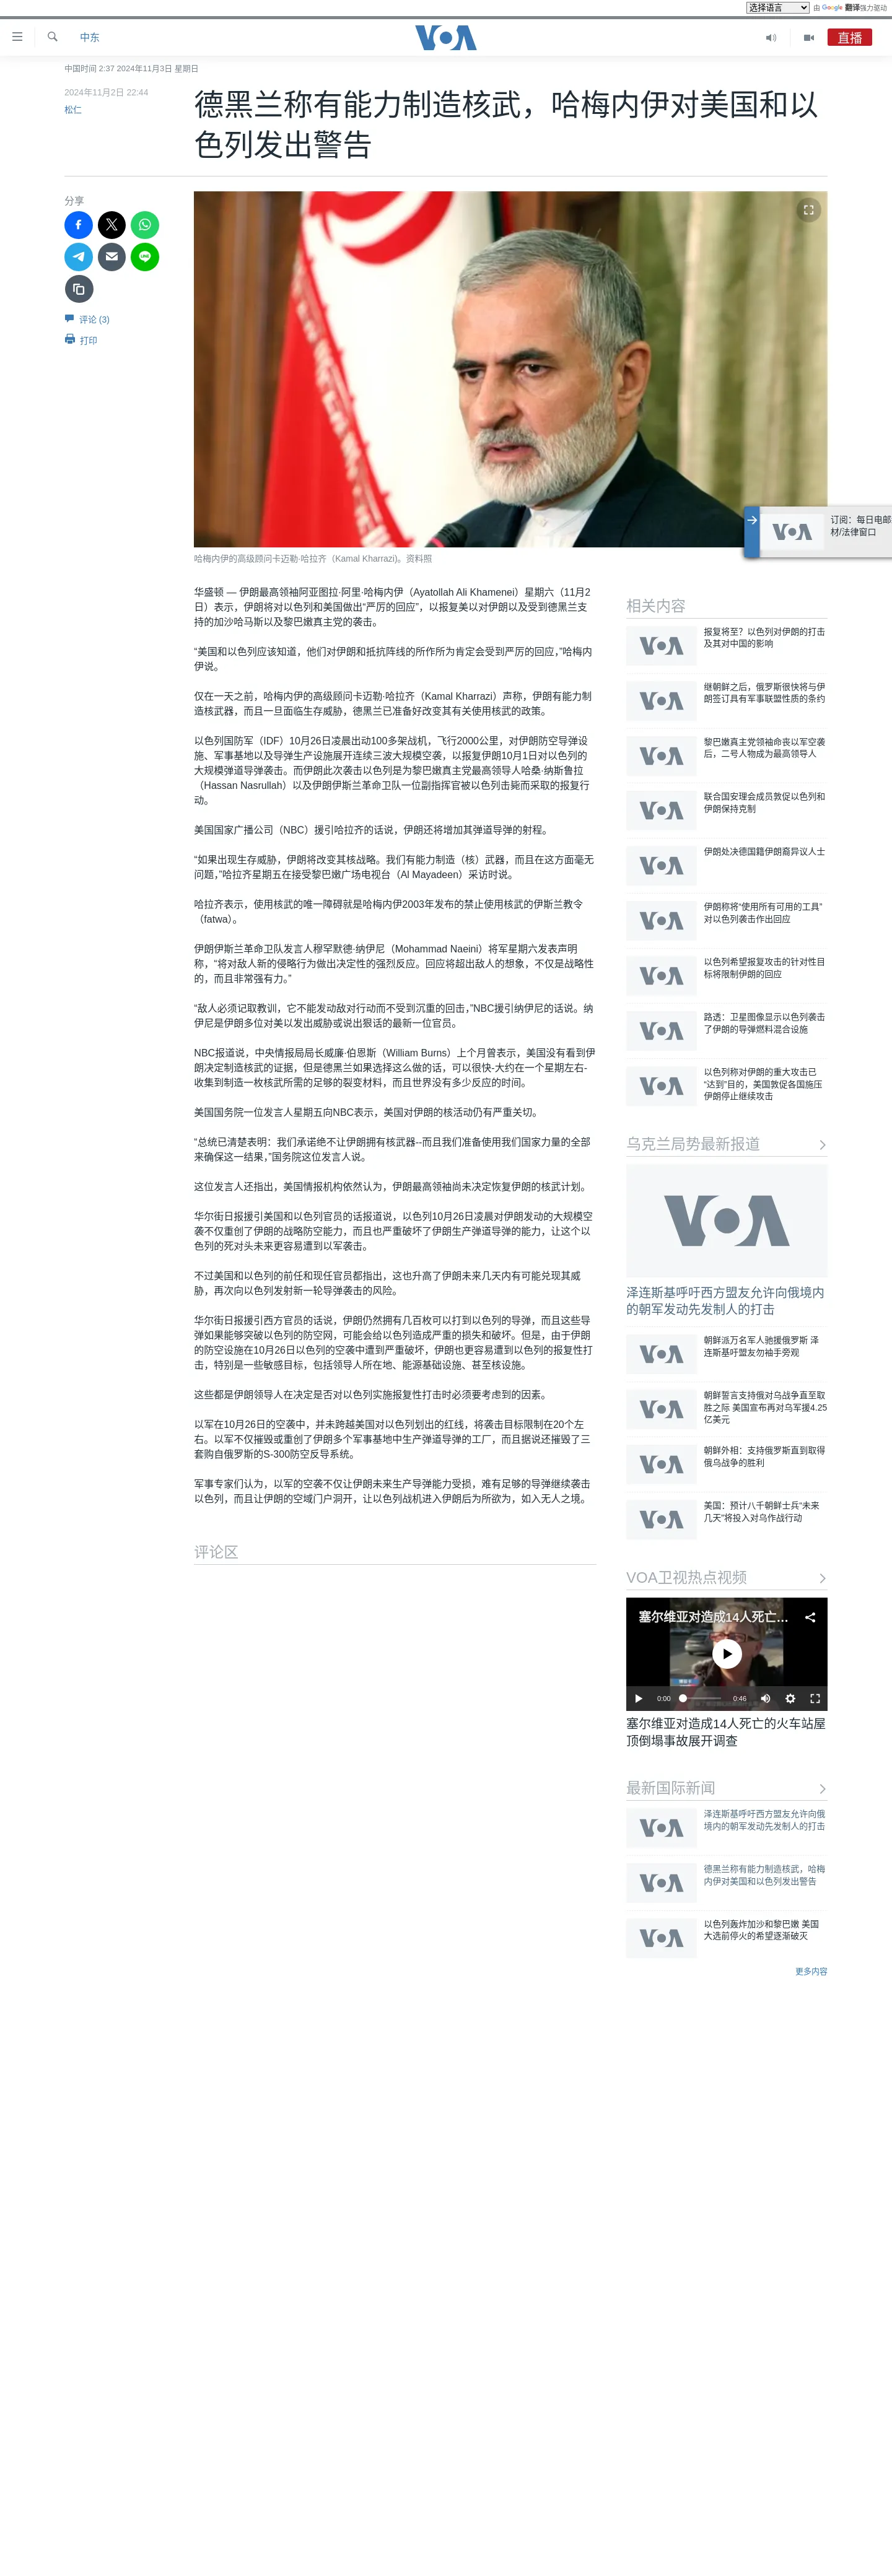 选择语言 由 Google 翻译强力驱动
中东
VOA
直播
中国时间 2:37 2024年11月3日 星期日
2024年11月2日 22:44
松仁
德黑兰称有能力制造核武，哈梅内伊对美国和以
色列发出警告
分享
评论 (3)
打印
订阅：每日电邮
材/法律窗口
哈梅内伊的高级顾问卡迈勒·哈拉齐（Kamal Kharrazi)。资料照
华盛顿 — 伊朗最高领袖阿亚图拉·阿里·哈梅内伊（Ayatollah Ali Khamenei）星期六（11月2
日）表示，伊朗将对以色列和美国做出“严厉的回应”，以报复美以对伊朗以及受到德黑兰支
持的加沙哈马斯以及黎巴嫩真主党的袭击。
“美国和以色列应该知道，他们对伊朗和抵抗阵线的所作所为肯定会受到严厉的回应，”哈梅内
伊说。
仅在一天之前，哈梅内伊的高级顾问卡迈勒·哈拉齐（Kamal Kharrazi）声称，伊朗有能力制
造核武器，而且一旦面临生存威胁，德黑兰已准备好改变其有关使用核武的政策。
以色列国防军（IDF）10月26日凌晨出动100多架战机，飞行2000公里，对伊朗防空导弹设
施、军事基地以及导弹生产设施展开连续三波大规模空袭，以报复伊朗10月1日对以色列的
大规模弹道导弹袭击。而伊朗此次袭击以色列是为黎巴嫩真主党最高领导人哈桑·纳斯鲁拉
（Hassan Nasrullah）以及伊朗伊斯兰革命卫队一位副指挥官被以色列击毙而采取的报复行
动。
美国国家广播公司（NBC）援引哈拉齐的话说，伊朗还将增加其弹道导弹的射程。
“如果出现生存威胁，伊朗将改变其核战略。我们有能力制造（核）武器，而且在这方面毫无
问题，”哈拉齐星期五在接受黎巴嫩广场电视台（Al Mayadeen）采访时说。
哈拉齐表示，使用核武的唯一障碍就是哈梅内伊2003年发布的禁止使用核武的伊斯兰教令
（fatwa）。
伊朗伊斯兰革命卫队发言人穆罕默德·纳伊尼（Mohammad Naeini）将军星期六发表声明
称，“将对敌人新的侵略行为做出决定性的强烈反应。回应将超出敌人的想象，不仅是战略性
的，而且非常强有力。”
“敌人必须记取教训，它不能发动敌对行动而不受到沉重的回击，”NBC援引纳伊尼的话说。纳
伊尼是伊朗多位对美以发出威胁或说出狠话的最新一位官员。
NBC报道说，中央情报局局长威廉·伯恩斯（William Burns）上个月曾表示，美国没有看到伊
朗决定制造核武的证据，但是德黑兰如果选择这么做的话，可以很快-大约在一个星期左右-
收集到制造一枚核武所需的足够的裂变材料，而且世界没有多少反应的时间。
美国国务院一位发言人星期五向NBC表示，美国对伊朗的核活动仍有严重关切。
“总统已清楚表明：我们承诺绝不让伊朗拥有核武器--而且我们准备使用我们国家力量的全部
来确保这一结果，”国务院这位发言人说。
这位发言人还指出，美国情报机构依然认为，伊朗最高领袖尚未决定恢复伊朗的核武计划。
华尔街日报援引美国和以色列官员的话报道说，以色列10月26日凌晨对伊朗发动的大规模空
袭不仅重创了伊朗的战略防空能力，而且也严重破坏了伊朗生产弹道导弹的能力，让这个以
色列的死对头未来更容易遭到以军袭击。
不过美国和以色列的前任和现任官员都指出，这也升高了伊朗未来几天内有可能兑现其威
胁，再次向以色列发射新一轮导弹袭击的风险。
华尔街日报援引西方官员的话说，伊朗仍然拥有几百枚可以打到以色列的导弹，而且这些导
弹如果能够突破以色列的防空网，可能会给以色列造成严重的损失和破坏。但是，由于伊朗
的防空设施在10月26日以色列的空袭中遭到严重破坏，伊朗也更容易遭到以色列的报复性打
击，特别是一些敏感目标，包括领导人所在地、能源基础设施、甚至核设施。
这些都是伊朗领导人在决定是否对以色列实施报复性打击时必须要考虑到的因素。
以军在10月26日的空袭中，并未跨越美国对以色列划出的红线，将袭击目标限制在20个左
右。以军不仅摧毁或重创了伊朗多个军事基地中生产弹道导弹的工厂，而且据说还摧毁了三
套购自俄罗斯的S-300防空反导系统。
军事专家们认为，以军的空袭不仅让伊朗未来生产导弹能力受损，难有足够的导弹继续袭击
以色列，而且让伊朗的空域门户洞开，让以色列战机进入伊朗后为所欲为，如入无人之境。
评论区
相关内容
报复将至？以色列对伊朗的打击
及其对中国的影响
继朝鲜之后，俄罗斯很快将与伊
朗签订具有军事联盟性质的条约
黎巴嫩真主党领袖命丧以军空袭
后，二号人物成为最高领导人
联合国安理会成员敦促以色列和
伊朗保持克制
伊朗处决德国籍伊朗裔异议人士
伊朗称将“使用所有可用的工具”
对以色列袭击作出回应
以色列希望报复攻击的针对性目
标将限制伊朗的回应
路透：卫星图像显示以色列袭击
了伊朗的导弹燃料混合设施
以色列称对伊朗的重大攻击已
“达到”目的，美国敦促各国施压
伊朗停止继续攻击
乌克兰局势最新报道
VOA
泽连斯基呼吁西方盟友允许向俄境内
的朝军发动先发制人的打击
朝鲜派万名军人驰援俄罗斯 泽
连斯基吁盟友勿袖手旁观
朝鲜誓言支持俄对乌战争直至取
胜之际 美国宣布再对乌军援4.25
亿美元
朝鲜外相：支持俄罗斯直到取得
俄乌战争的胜利
美国：预计八千朝鲜士兵“未来
几天”将投入对乌作战行动
VOA卫视热点视频
塞尔维亚对造成14人死亡...
0:00 0:46
塞尔维亚对造成14人死亡的火车站屋
顶倒塌事故展开调查
最新国际新闻
泽连斯基呼吁西方盟友允许向俄
境内的朝军发动先发制人的打击
德黑兰称有能力制造核武，哈梅
内伊对美国和以色列发出警告
以色列轰炸加沙和黎巴嫩 美国
大选前停火的希望逐渐破灭
更多内容